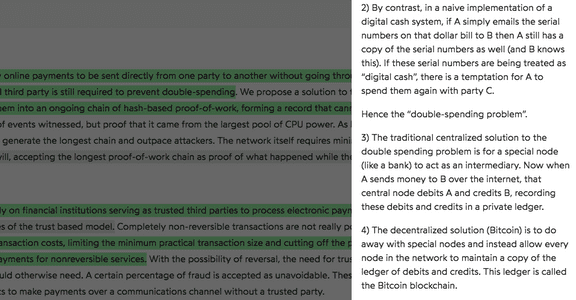 y online payments to be sent directly from one party to another without going throu
l third party is still required to prevent double-spending. We propose a solution to t
em into an ongoing chain of hash-based proof-of-work, forming a record that cann
of events witnessed, but proof that it came from the largest pool of CPU power. As l
generate the longest chain and outpace attackers. The network itself requires mini
will, accepting the longest proof-of-work chain as proof of what happened while the
ly on financial institutions serving as trusted third parties to process electronic paym
es of the trust based model. Completely non-reversible transactions are not really po
ansaction costs, limiting the minimum practical transaction size and cutting off the p
ayments for nonreversible services. With the possibility of reversal, the need for trus
uld otherwise need. A certain percentage of fraud is accepted as unavoidable. These
ts to make payments over a communications channel without a trusted party.
2) By contrast, in a naive implementation of a
digital cash system, if A simply emails the serial
numbers on that dollar bill to B then A still has a
copy of the serial numbers as well (and B knows
this). If these serial numbers are being treated as
“digital cash”, there is a temptation for A to
spend them again with party C.
Hence the “double-spending problem”.
3) The traditional centralized solution to the
double spending problem is for a special node
(like a bank) to act as an intermediary. Now when
A sends money to B over the internet, that
central node debits A and credits B, recording
these debits and credits in a private ledger.
4) The decentralized solution (Bitcoin) is to do
away with special nodes and instead allow every
node in the network to maintain a copy of the
ledger of debits and credits. This ledger is called
the Bitcoin blockchain.